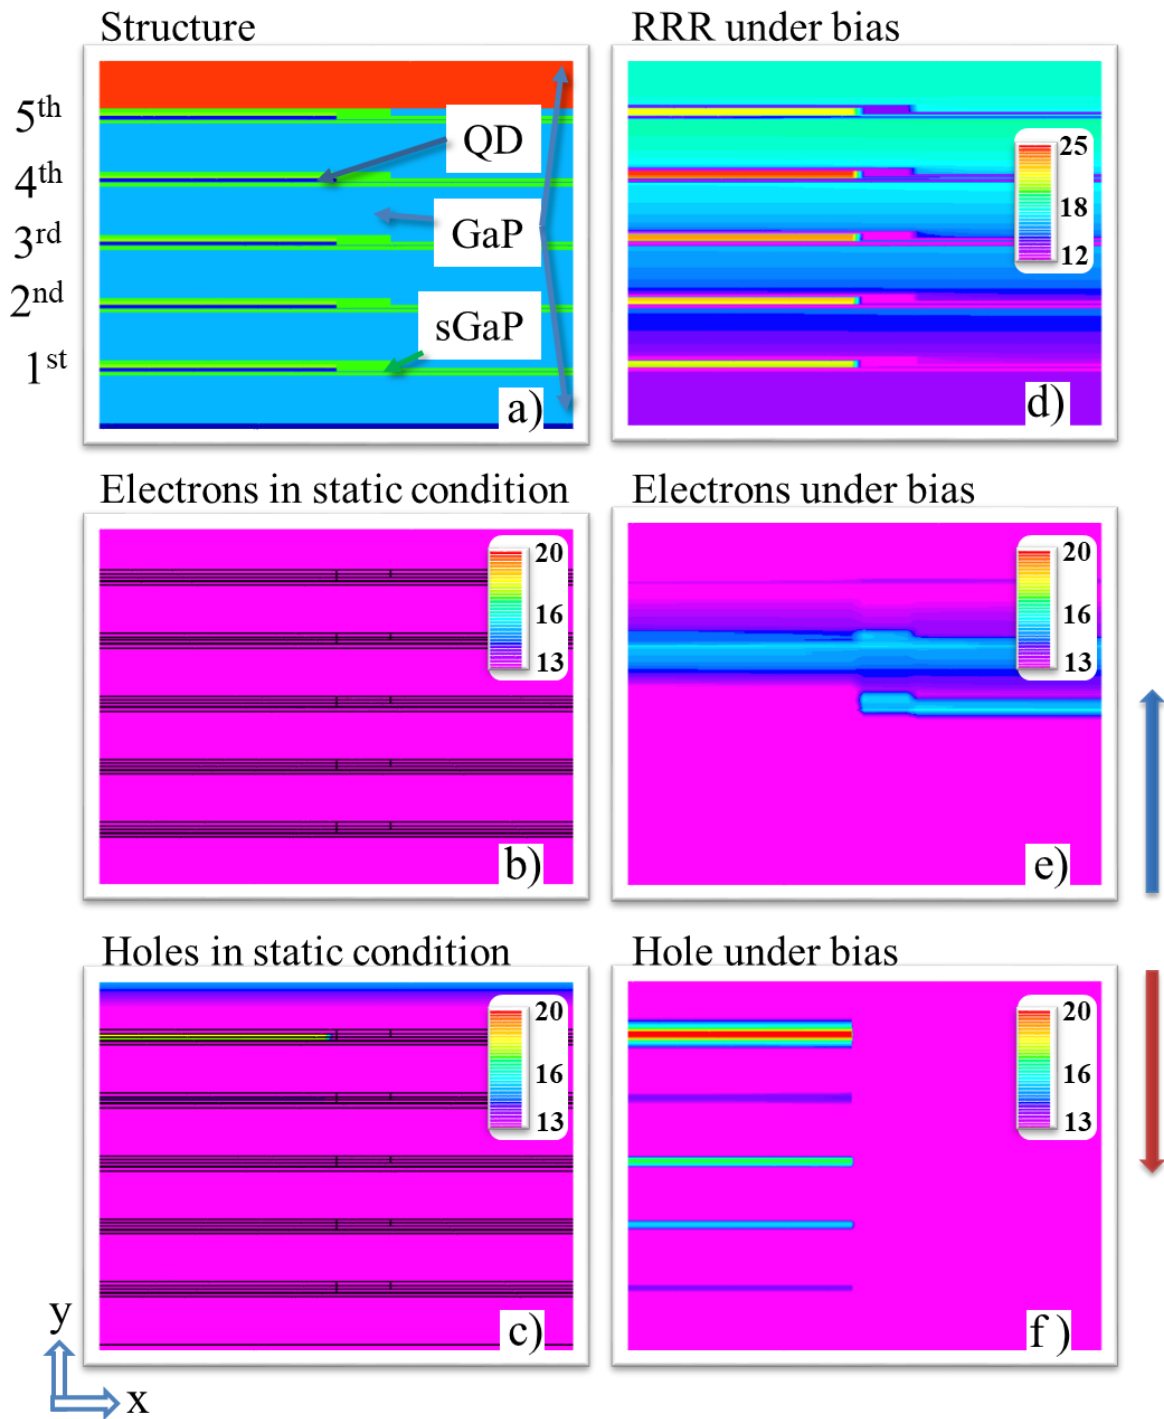 Structure
5th
4th
3rd
2nd
1st
QD
GaP
sGaP
a)
RRR under bias
25
18
12
d)
Electrons in static condition
20
16
13
b)
Electrons under bias
20
16
13
e)
Holes in static condition
20
16
13
c)
Hole under bias
20
16
13
f)
y
x